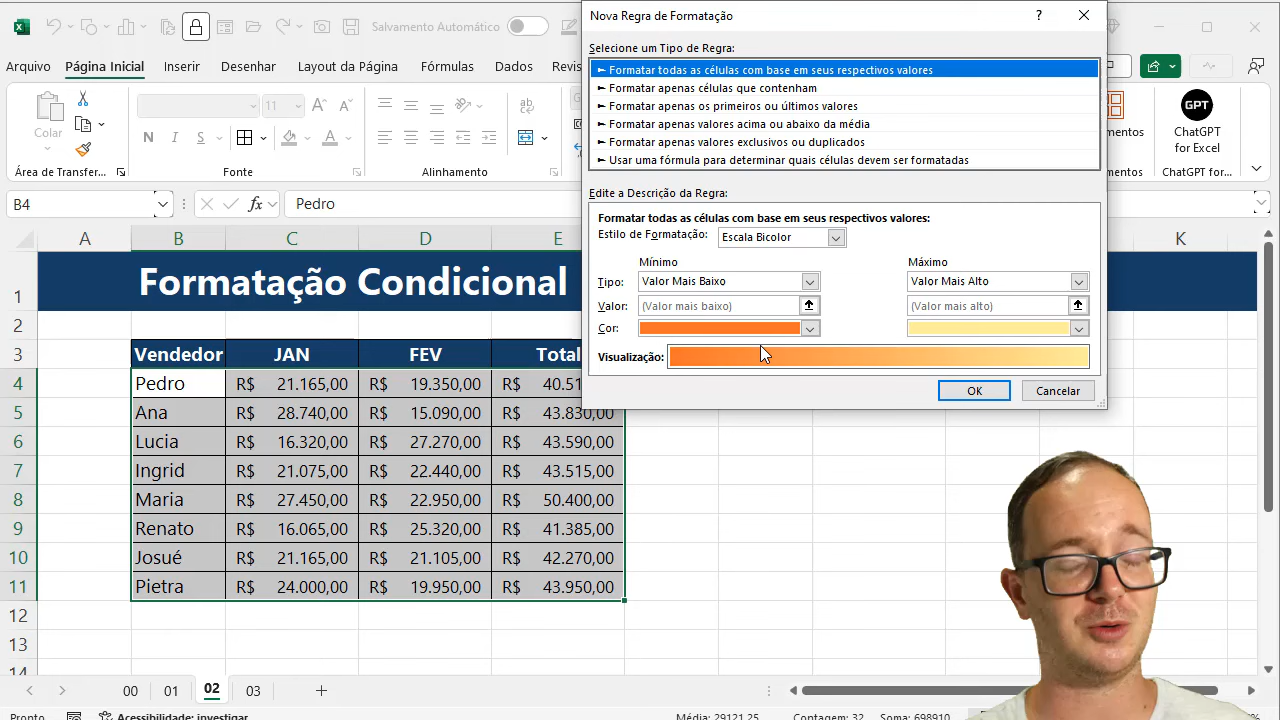 Salvamento Automático
Nova Regra de Formatação
?
Arquivo Página Inicial Inserir Desenhar Layout da Página Fórmulas Dados
Colar
Área de Transfer...
11
N I S
Fonte
ab
Alinhamento
Selecione um Tipo de Regra:
Formatar todas as células com base em seus respectivos valores
Formatar apenas células que contenham
Formatar apenas os primeiros ou últimos valores
Formatar apenas valores acima ou abaixo da média
Formatar apenas valores exclusivos ou duplicados
Usar uma fórmula para determinar quais células devem ser formatadas
Edite a Descrição da Regra:
Formatar todas as células com base em seus respectivos valores:
Estilo de Formatação: Escala Bicolor
Mínimo Máximo
Tipo: Valor Mais Baixo Valor Mais Alto
Valor: (Valor mais baixo) (Valor mais alto)
Cor:
Visualização:
OK Cancelar
GPT
ChatGPT
for Excel
ChatGPT for...
B4 fx Pedro
A B C D E K
1 Formatação Condicional
2
3 Vendedor JAN FEV Total
4 Pedro R$ 21.165,00 R$ 19.350,00 R$
5 Ana R$ 28.740,00 R$ 15.090,00 R$ 43.830,00
6 Lucia R$ 16.320,00 R$ 27.270,00 R$ 43.590,00
7 Ingrid R$ 21.075,00 R$ 22.440,00 R$ 43.515,00
8 Maria R$ 27.450,00 R$ 22.950,00 R$ 50.400,00
9 Renato R$ 16.065,00 R$ 25.320,00 R$ 41.385,00
10 Josué R$ 21.165,00 R$ 21.105,00 R$ 42.270,00
11 Pietra R$ 24.000,00 R$ 19.950,00 R$ 43.950,00
12
13
14
00 01 02 03
Pronto Acessibilidade: investigar Média: 29121,25 Contagem: 32 Soma: 698910